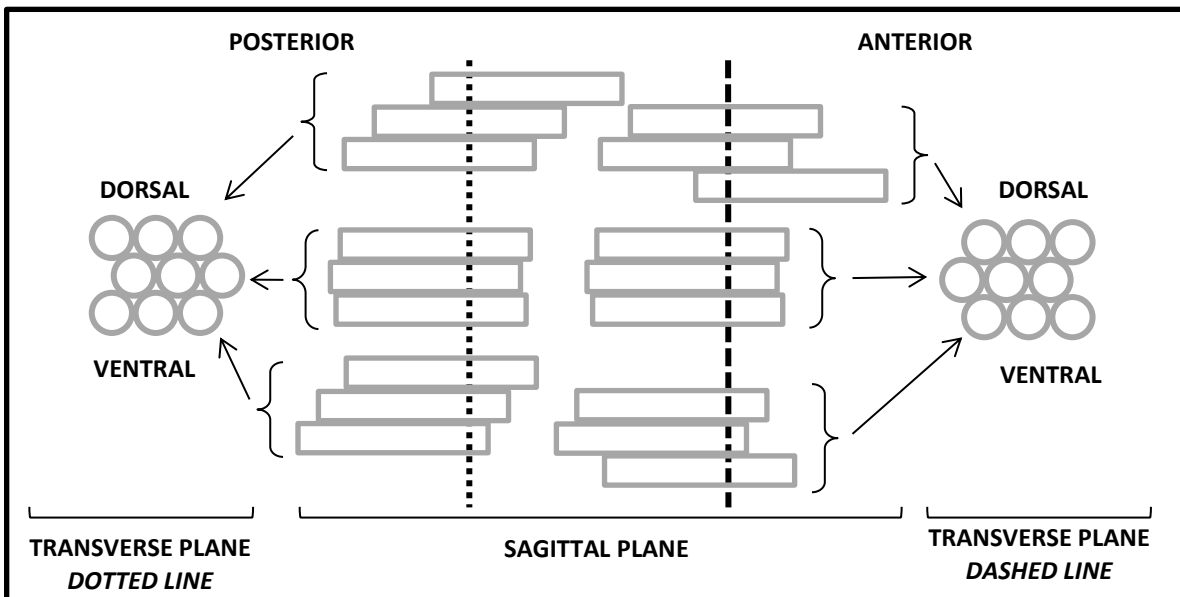 POSTERIOR
ANTERIOR
DORSAL
DORSAL
VENTRAL
VENTRAL
TRANSVERSE PLANE
DOTTED LINE
SAGITTAL PLANE
TRANSVERSE PLANE
DASHED LINE